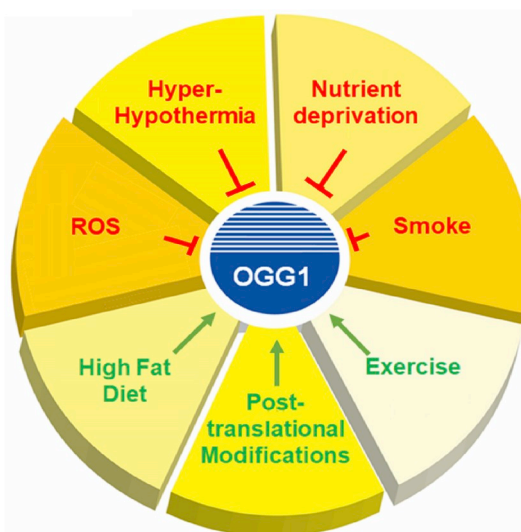 Hyper-
Hypothermia
Nutrient
deprivation
ROS
Smoke
OGG1
High Fat
Diet
Exercise
Post-
translational
Modifications